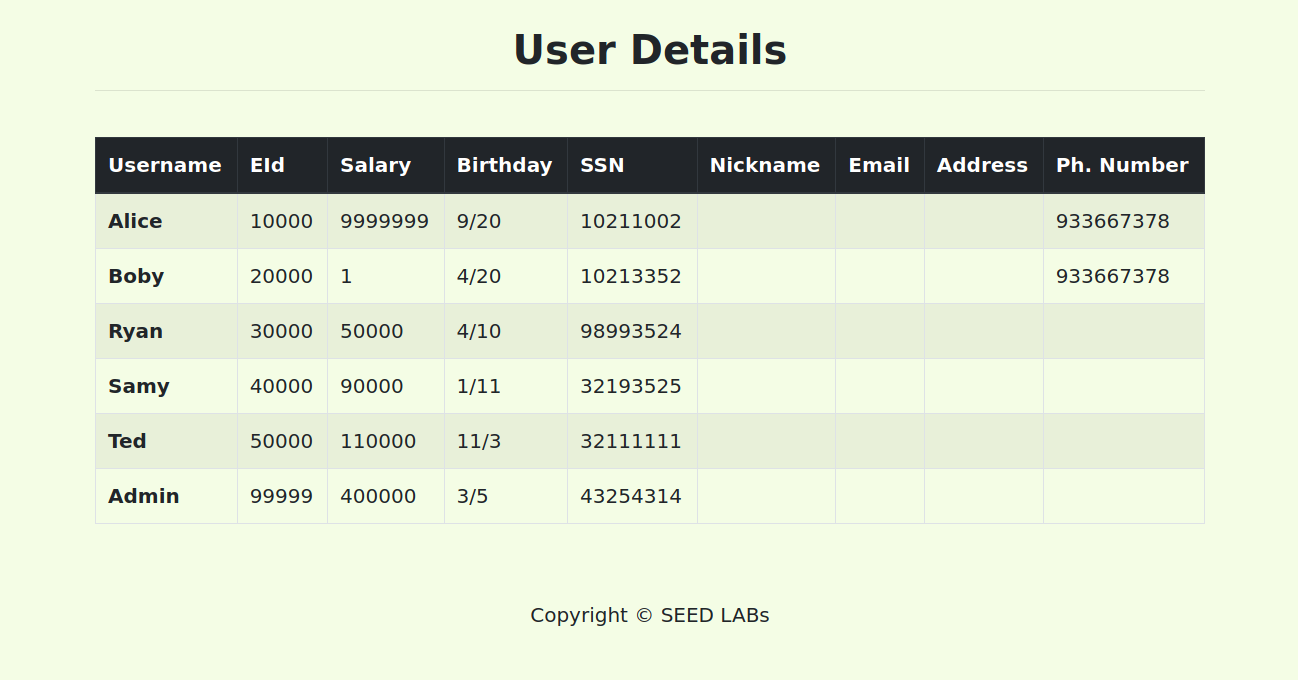 User Details
Username EId Salary Birthday SSN Nickname Email Address Ph. Number
Alice 10000 9999999 9/20 10211002 933667378
Boby 20000 1 4/20 10213352 933667378
Ryan 30000 50000 4/10 98993524
Samy 40000 90000 1/11 32193525
Ted 50000 110000 11/3 32111111
Admin 99999 400000 3/5 43254314
Copyright © SEED LABs